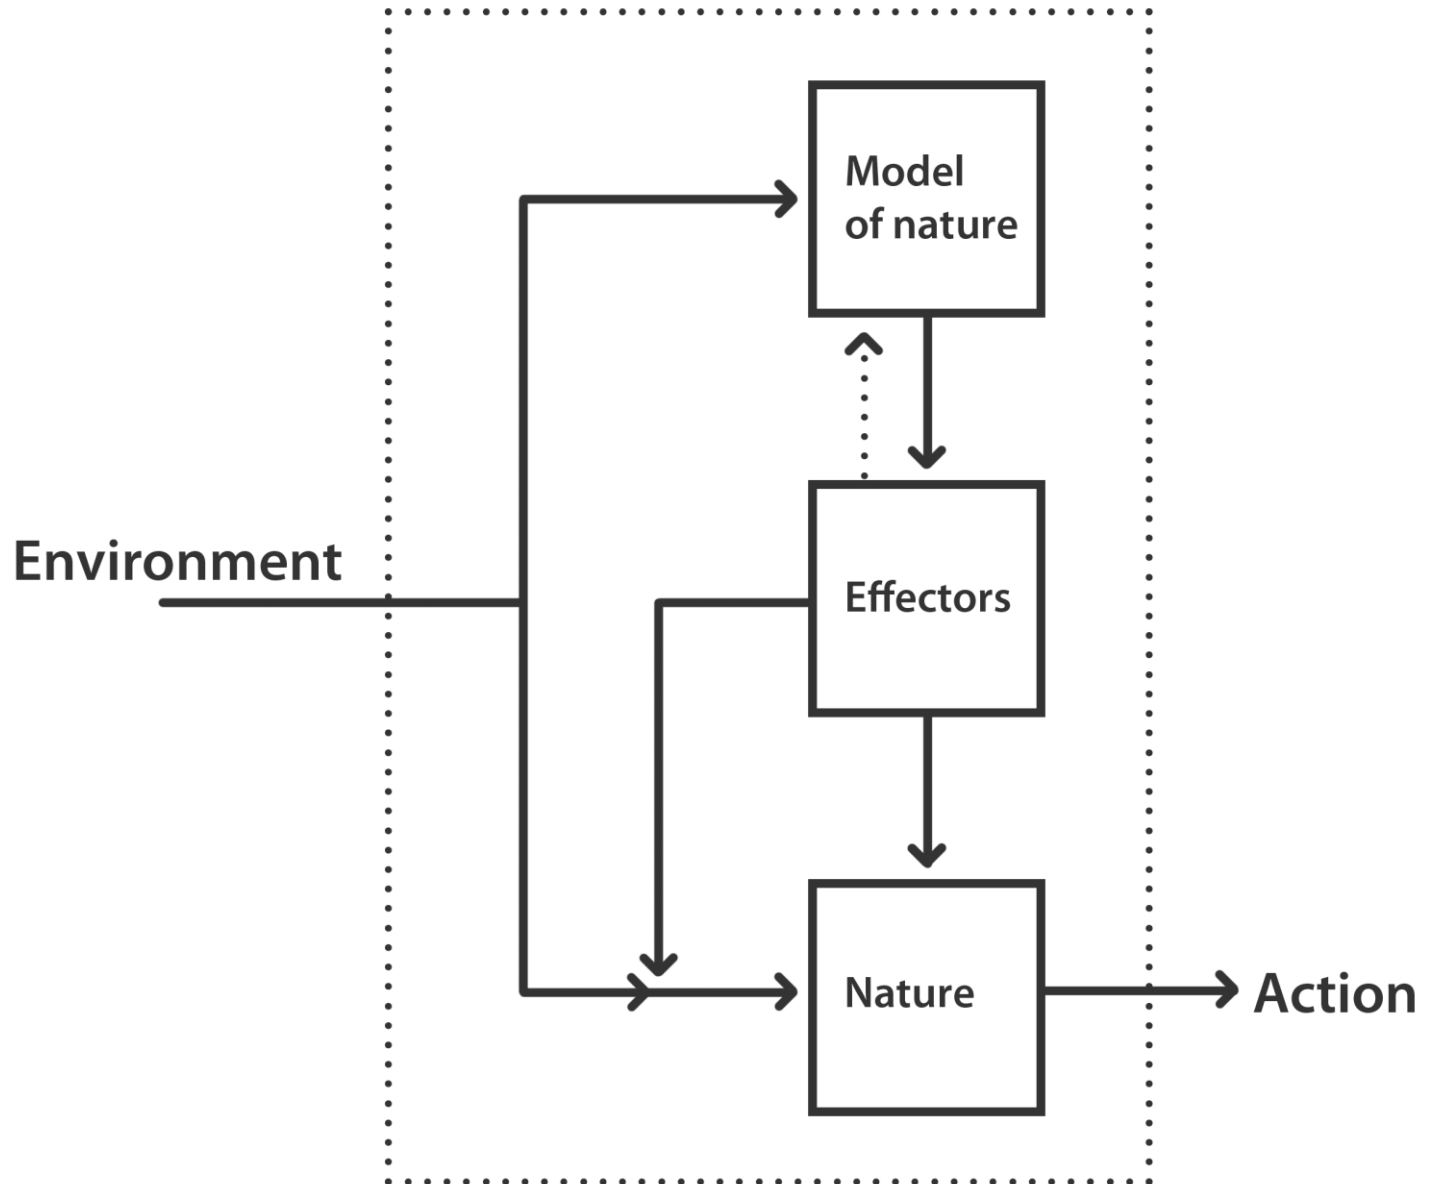 Model
of nature
Environment
Effectors
Nature
Action